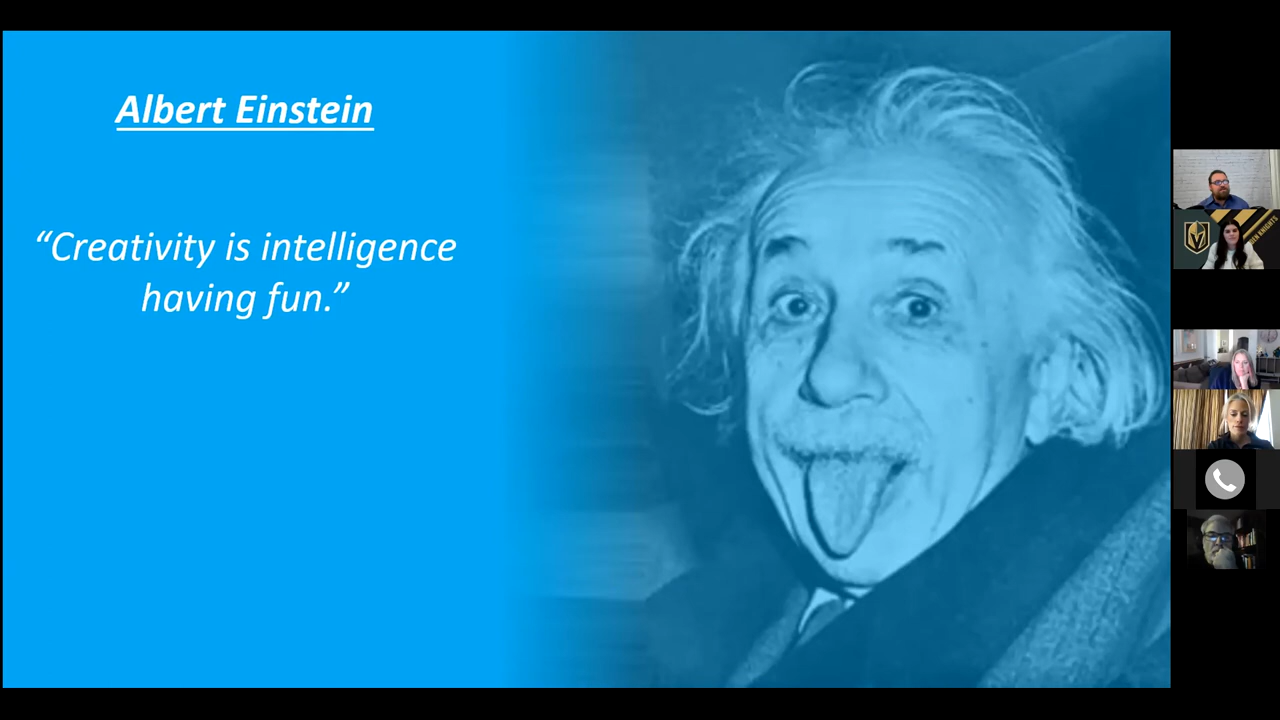 Albert Einstein
“Creativity is intelligence
having fun.”